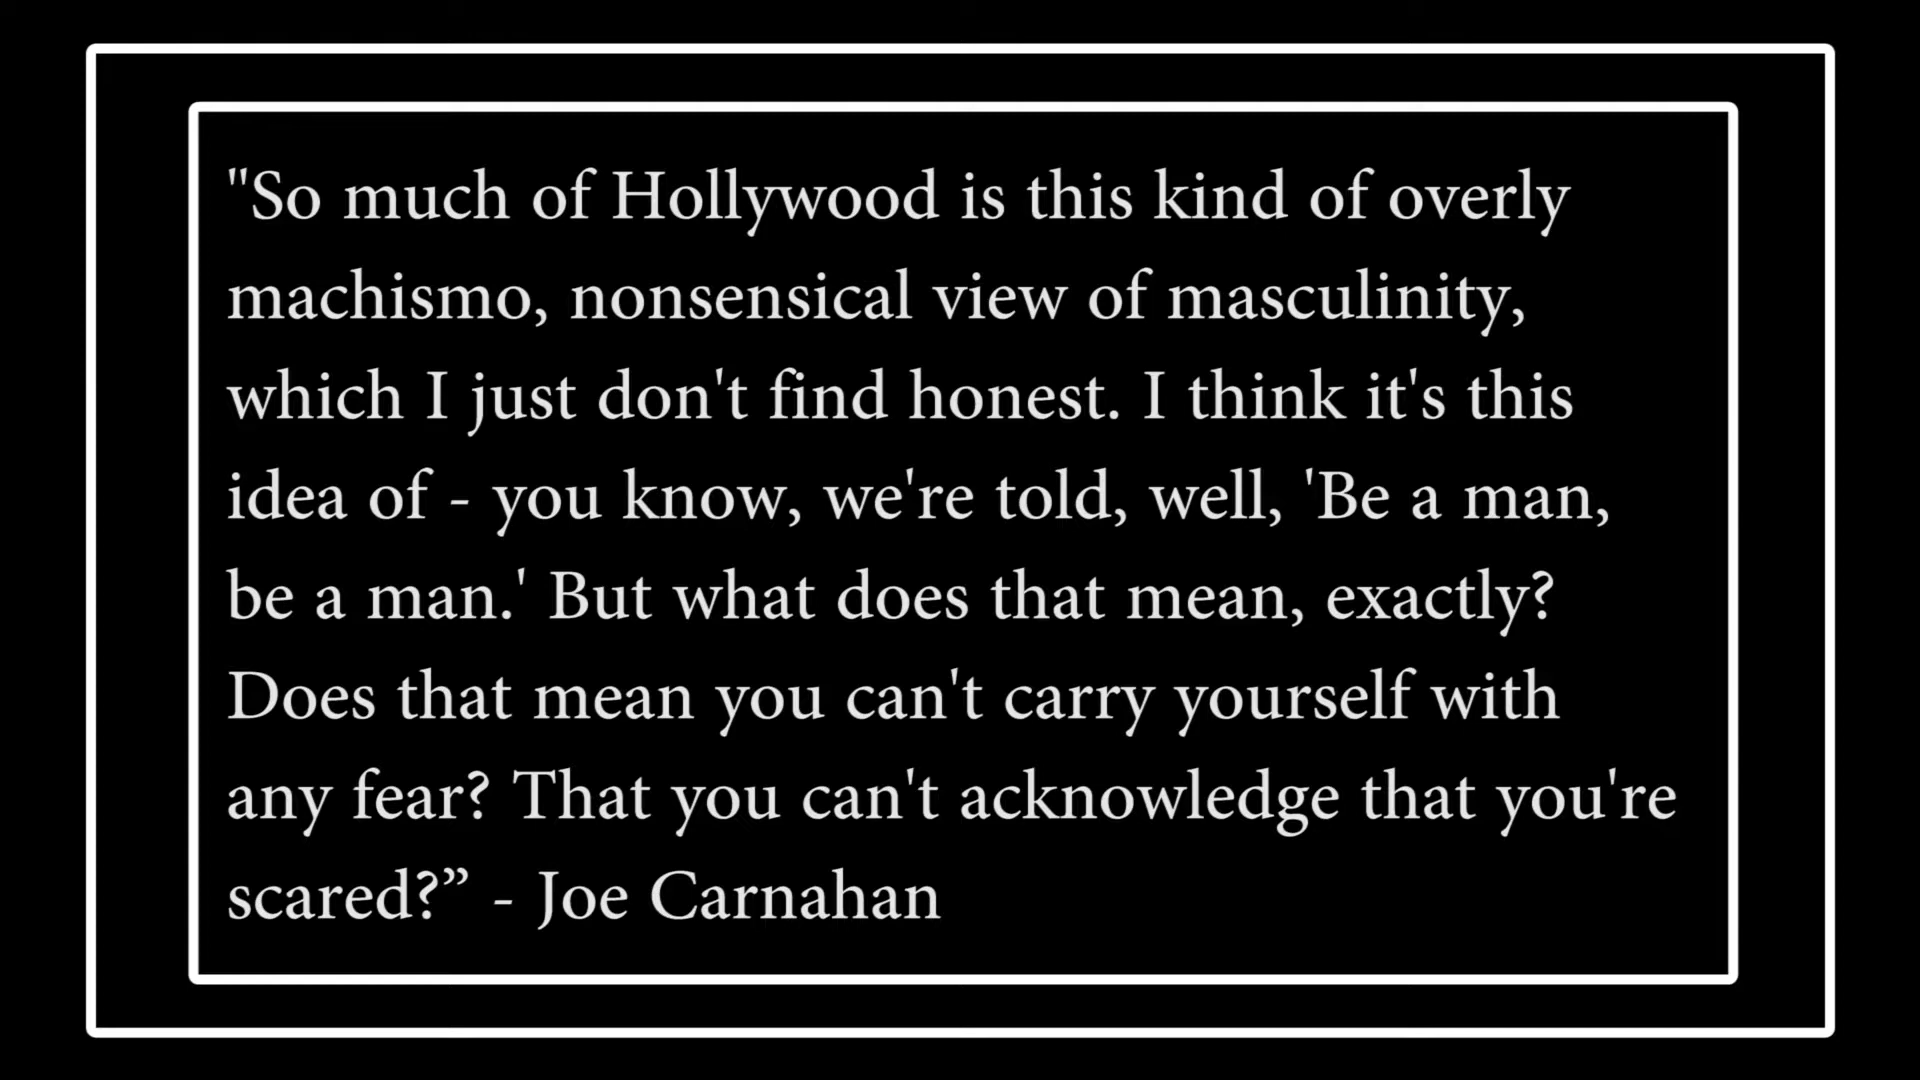 "So much of Hollywood is this kind of overly
machismo, nonsensical view of masculinity,
which I just don't find honest. I think it's this
idea of - you know, we're told, well, 'Be a man,
be a man.' But what does that mean, exactly?
Does that mean you can't carry yourself with
any fear? That you can't acknowledge that you're
scared?” - Joe Carnahan